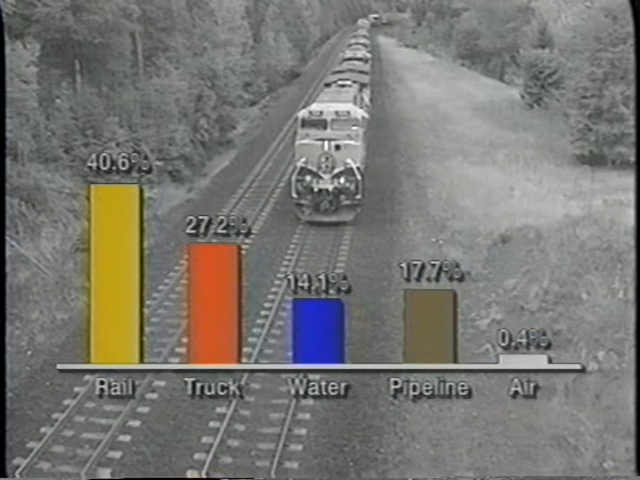 40.6%
27.2%
14.1%
17.7%
0.4%
Rail
Truck
Water
Pipeline
Air